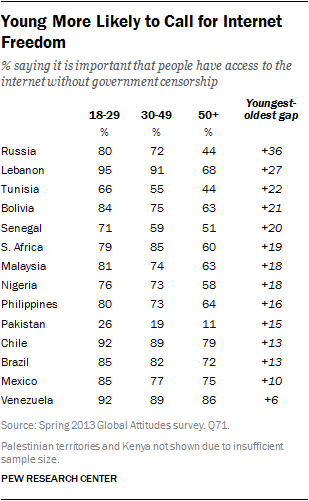 Young More Likely to Call for Internet
Freedom
% saying it is important that people have access to the
internet without government censorship
Youngest-
18-29 30-49 50+ oldest gap
% % %
Russia 80 72 44 +36
Lebanon 95 91 68 +27
Tunisia 66 55 44 +22
Bolivia 84 75 63 +21
Senegal 71 59 51 +20
S. Africa 79 85 60 +19
Malaysia 81 74 63 +18
Nigeria 76 73 58 +18
Philippines 80 73 64 +16
Pakistan 26 19 11 +15
Chile 92 89 79 +13
Brazil 85 82 72 +13
Mexico 85 77 75 +10
Venezuela 92 89 86 +6
Source: Spring 2013 Global Attitudes survey. Q71.
Palestinian territories and Kenya not shown due to insufficient
sample size.
PEW RESEARCH CENTER